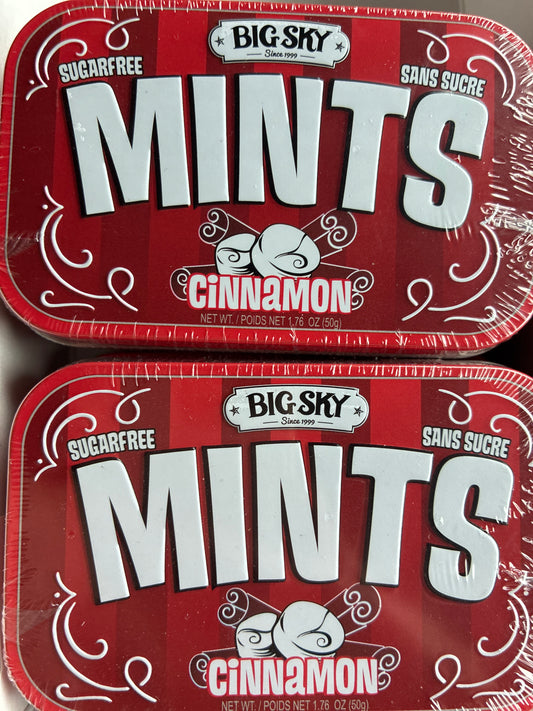 BIG SKY
Since 1999
SUGARFREE
SANS SUCRE
MINTS
CINNAMON
NET WT. / POIDS NET 1.76 OZ (50g)
BIG SKY
Since 1999
SUGARFREE
SANS SUCRE
MINTS
CINNAMON
NET WT. / POIDS NET 1.76 OZ (50g)